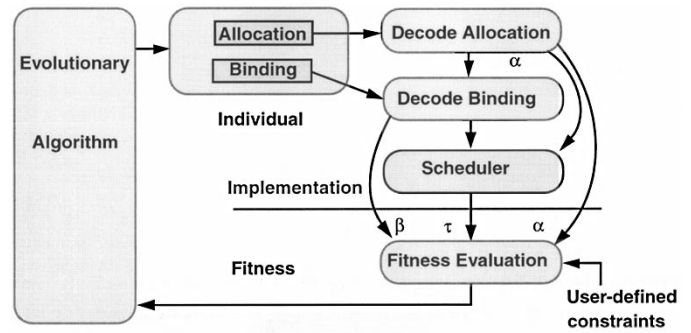 Evolutionary
Algorithm
Allocation
Binding
Individual
Decode Allocation
α
Decode Binding
Scheduler
Implementation
β
τ
α
Fitness
Fitness Evaluation
User-defined
constraints